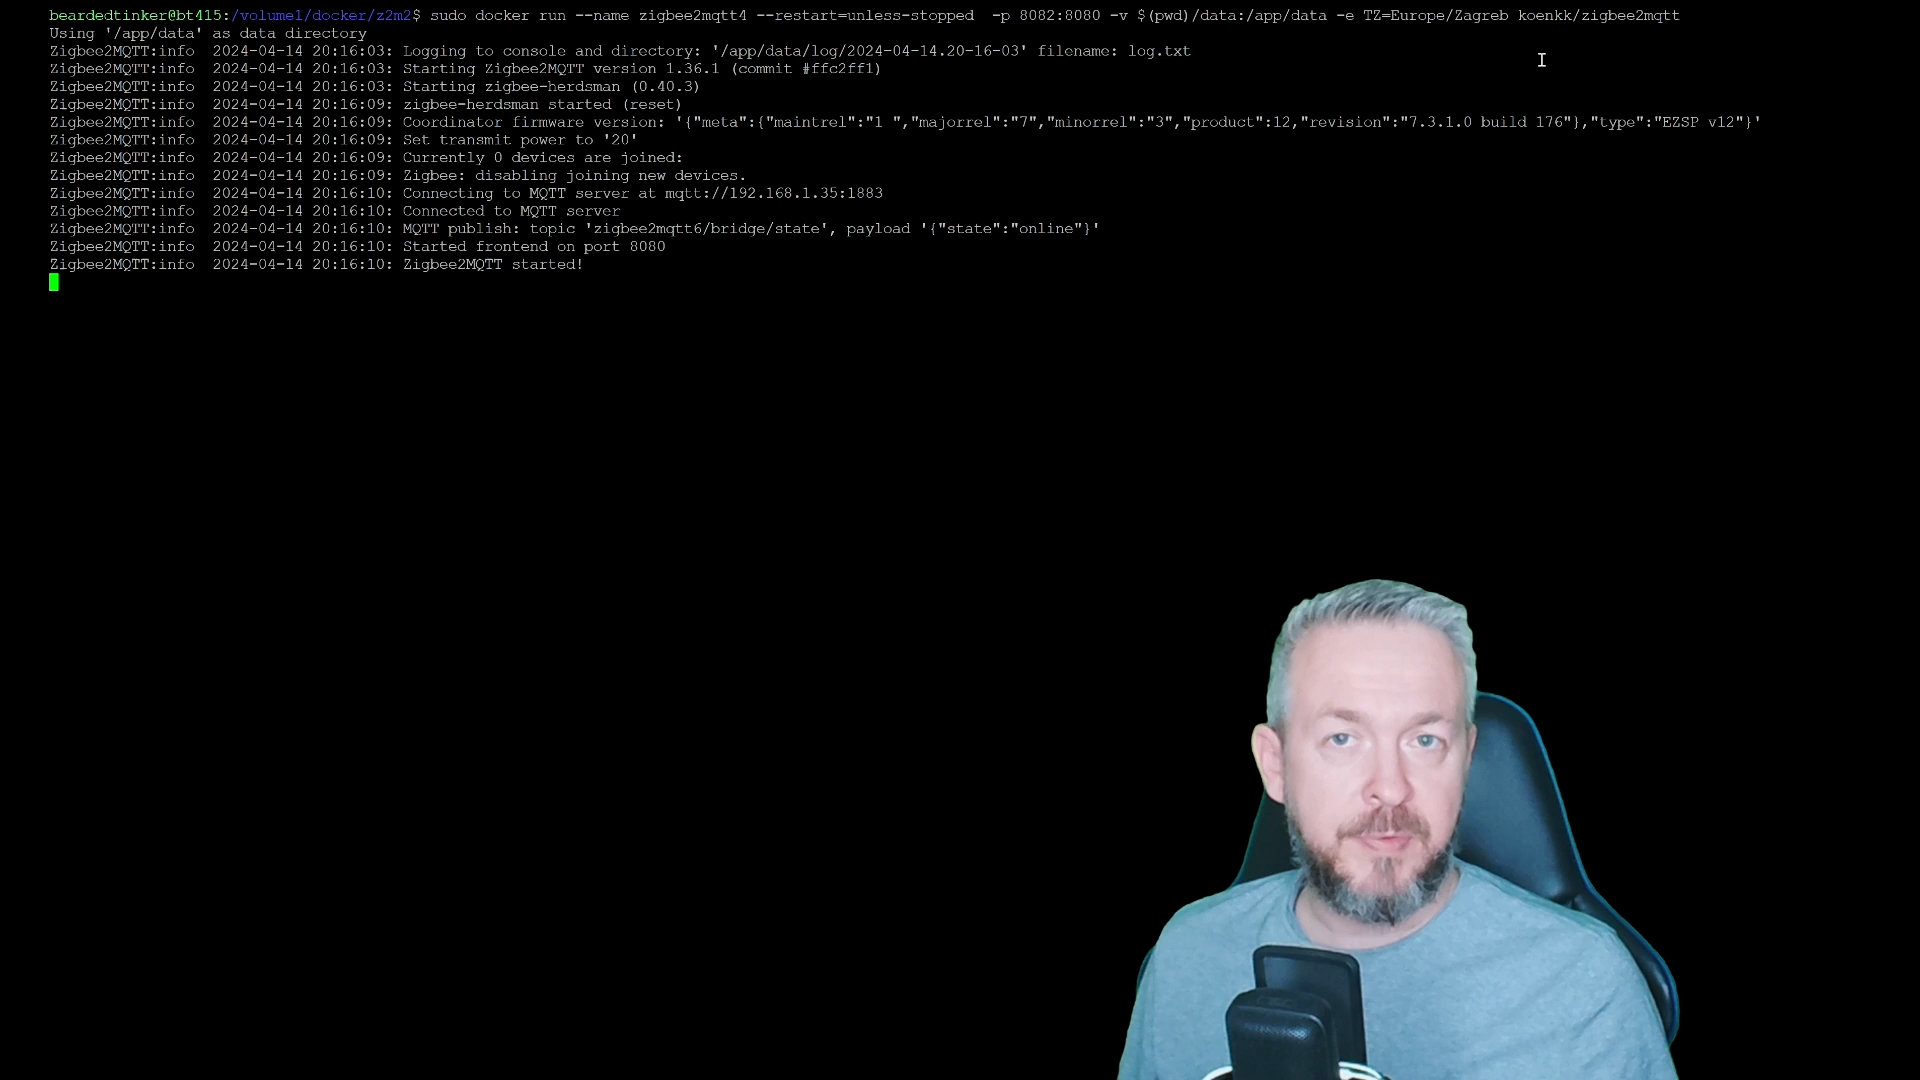 beardedtinker@bt415:/volume1/docker/z2m2$ sudo docker run --name zigbee2mqtt4 --restart=unless-stopped  -p 8082:8080 -v $(pwd)/data:/app/data -e TZ=Europe/Zagreb koenkk/zigbee2mqtt
Using '/app/data' as data directory
Zigbee2MQTT:info  2024-04-14 20:16:03: Logging to console and directory: '/app/data/log/2024-04-14.20-16-03' filename: log.txt
Zigbee2MQTT:info  2024-04-14 20:16:03: Starting Zigbee2MQTT version 1.36.1 (commit #ffc2ff1)
Zigbee2MQTT:info  2024-04-14 20:16:03: Starting zigbee-herdsman (0.40.3)
Zigbee2MQTT:info  2024-04-14 20:16:09: zigbee-herdsman started (reset)
Zigbee2MQTT:info  2024-04-14 20:16:09: Coordinator firmware version: '{"meta":{"maintrel":"1 ","majorrel":"7","minorrel":"3","product":12,"revision":"7.3.1.0 build 176"},"type":"EZSP v12"}'
Zigbee2MQTT:info  2024-04-14 20:16:09: Set transmit power to '20'
Zigbee2MQTT:info  2024-04-14 20:16:09: Currently 0 devices are joined:
Zigbee2MQTT:info  2024-04-14 20:16:09: Zigbee: disabling joining new devices.
Zigbee2MQTT:info  2024-04-14 20:16:10: Connecting to MQTT server at mqtt://192.168.1.35:1883
Zigbee2MQTT:info  2024-04-14 20:16:10: Connected to MQTT server
Zigbee2MQTT:info  2024-04-14 20:16:10: MQTT publish: topic 'zigbee2mqtt6/bridge/state', payload '{"state":"online"}'
Zigbee2MQTT:info  2024-04-14 20:16:10: Started frontend on port 8080
Zigbee2MQTT:info  2024-04-14 20:16:10: Zigbee2MQTT started!